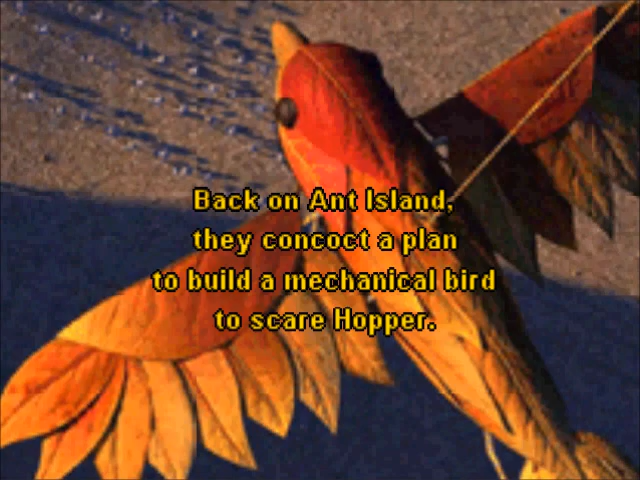 Back on Ant Island,
they concoct a plan
to build a mechanical bird
to scare Hopper.